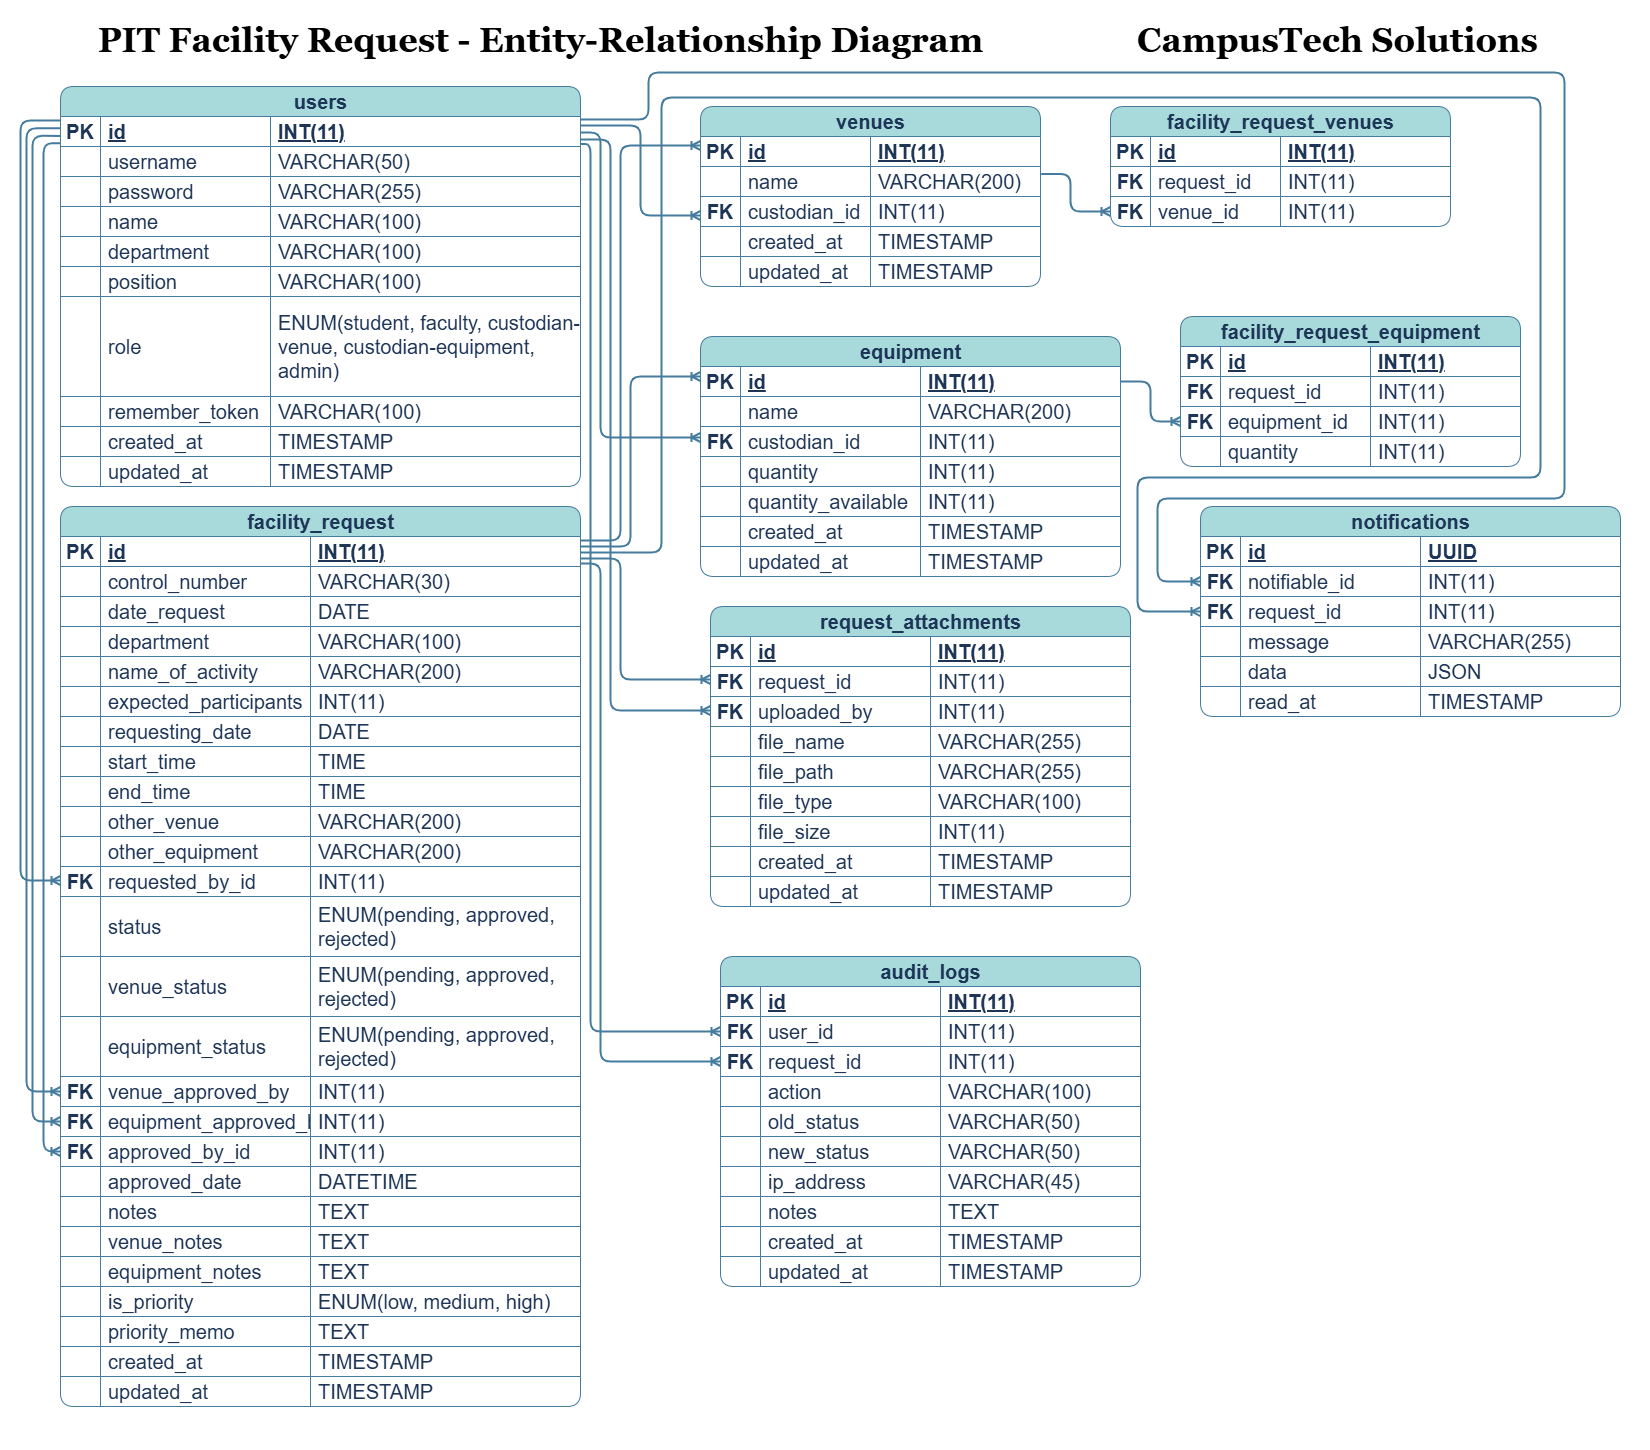 PIT Facility Request - Entity-Relationship Diagram
CampusTech Solutions
users
PK id INT(11)
username VARCHAR(50)
password VARCHAR(255)
name VARCHAR(100)
department VARCHAR(100)
position VARCHAR(100)
role ENUM(student, faculty, custodian-
venue, custodian-equipment,
admin)
remember_token VARCHAR(100)
created_at TIMESTAMP
updated_at TIMESTAMP
facility_request
PK id INT(11)
control_number VARCHAR(30)
date_request DATE
department VARCHAR(100)
name_of_activity VARCHAR(200)
expected_participants INT(11)
requesting_date DATE
start_time TIME
end_time TIME
other_venue VARCHAR(200)
other_equipment VARCHAR(200)
FK requested_by_id INT(11)
status ENUM(pending, approved,
rejected)
venue_status ENUM(pending, approved,
rejected)
equipment_status ENUM(pending, approved,
rejected)
FK venue_approved_by INT(11)
FK equipment_approved_ INT(11)
FK approved_by_id INT(11)
approved_date DATETIME
notes TEXT
venue_notes TEXT
equipment_notes TEXT
is_priority ENUM(low, medium, high)
priority_memo TEXT
created_at TIMESTAMP
updated_at TIMESTAMP
venues
PK id INT(11)
name VARCHAR(200)
FK custodian_id INT(11)
created_at TIMESTAMP
updated_at TIMESTAMP
facility_request_venues
PK id INT(11)
FK request_id INT(11)
FK venue_id INT(11)
equipment
PK id INT(11)
name VARCHAR(200)
FK custodian_id INT(11)
quantity INT(11)
quantity_available INT(11)
created_at TIMESTAMP
updated_at TIMESTAMP
facility_request_equipment
PK id INT(11)
FK request_id INT(11)
FK equipment_id INT(11)
quantity INT(11)
notifications
PK id UUID
FK notifiable_id INT(11)
FK request_id INT(11)
message VARCHAR(255)
data JSON
read_at TIMESTAMP
request_attachments
PK id INT(11)
FK request_id INT(11)
FK uploaded_by INT(11)
file_name VARCHAR(255)
file_path VARCHAR(255)
file_type VARCHAR(100)
file_size INT(11)
created_at TIMESTAMP
updated_at TIMESTAMP
audit_logs
PK id INT(11)
FK user_id INT(11)
FK request_id INT(11)
action VARCHAR(100)
old_status VARCHAR(50)
new_status VARCHAR(50)
ip_address VARCHAR(45)
notes TEXT
created_at TIMESTAMP
updated_at TIMESTAMP